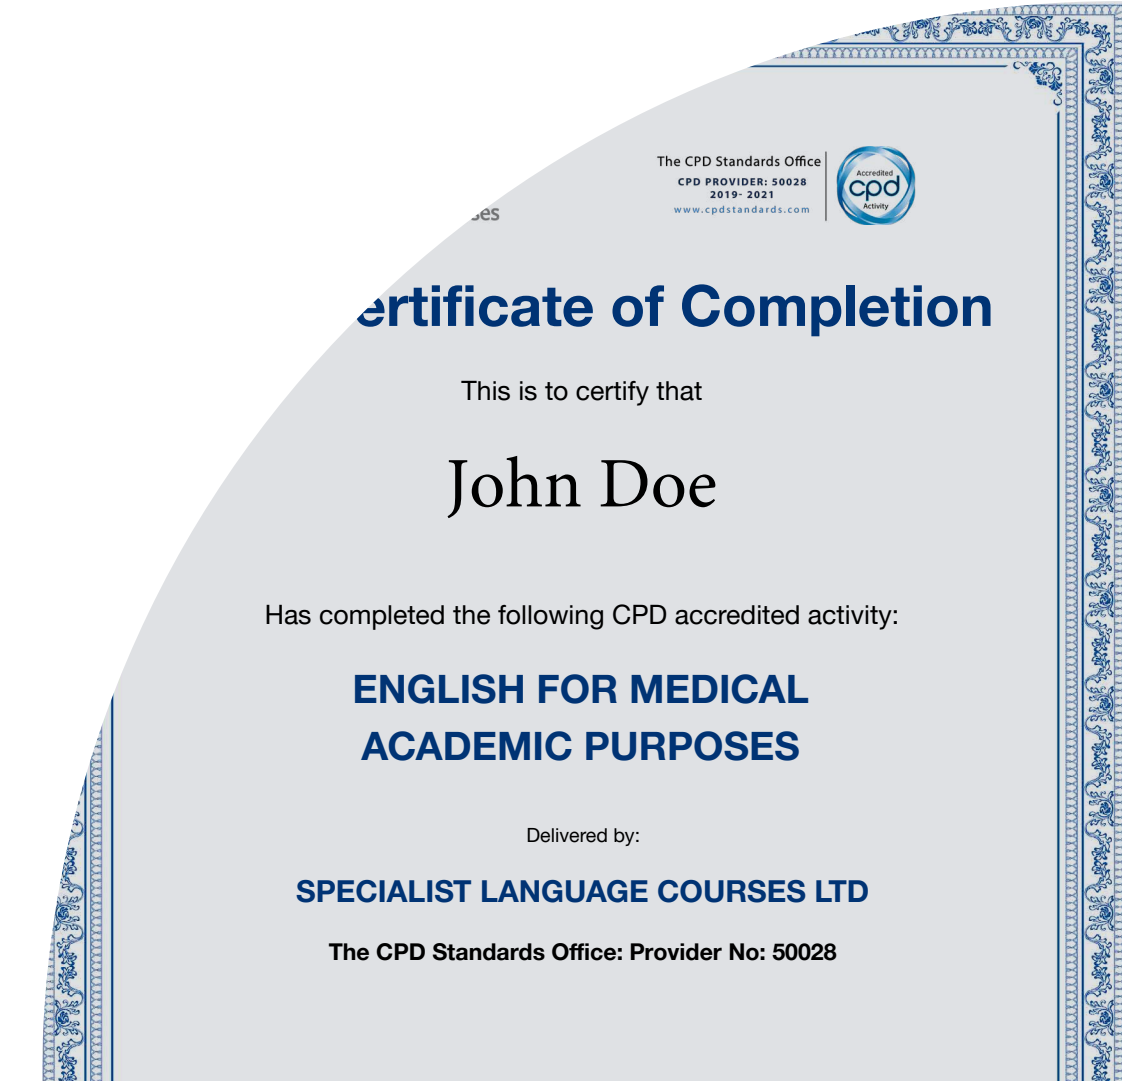 The CPD Standards Office
CPD PROVIDER: 50028
2019- 2021
www.cpdstandards.com
Accredited
cpd
Activity
ses
ertificate of Completion
This is to certify that
John Doe
Has completed the following CPD accredited activity:
ENGLISH FOR MEDICAL
ACADEMIC PURPOSES
Delivered by:
SPECIALIST LANGUAGE COURSES LTD
The CPD Standards Office: Provider No: 50028